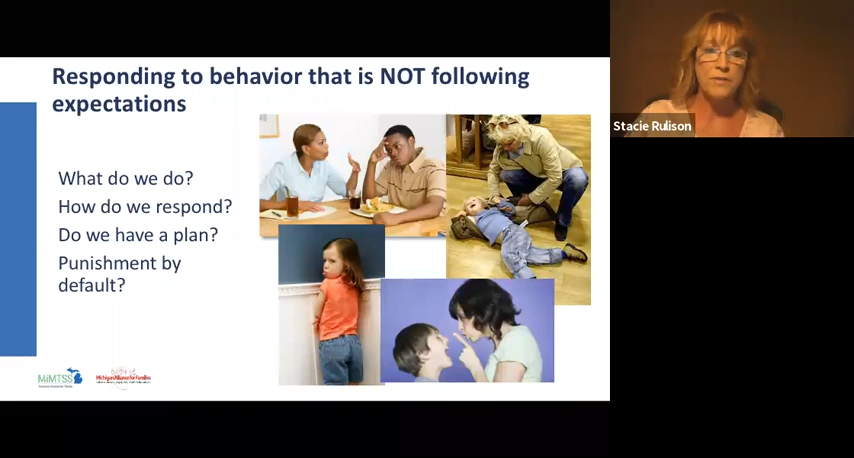 Responding to behavior that is NOT following
expectations
What do we do?
How do we respond?
Do we have a plan?
Punishment by
default?
MiMTSS
Michigan Alliance for Families
Stacie Rulison